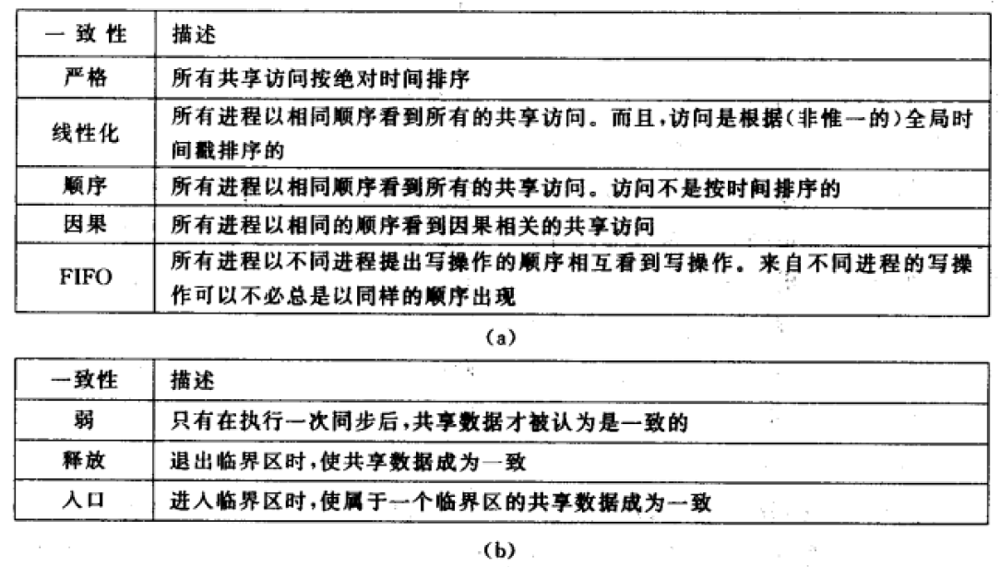 一致性 描述
严格 所有共享访问按绝对时间排序
线性化 所有进程以相同顺序看到所有的共享访问。而且,访问是根据(非惟一的)全局时
间戳排序的
顺序 所有进程以相同顺序看到所有的共享访问。访问不是按时间排序的
因果 所有进程以相同的顺序看到因果相关的共享访问
FIFO 所有进程以不同进程提出写操作的顺序相互看到写操作。来自不同进程的写操
作可以不必总是以同样的顺序出现
(a)
一致性 描述
弱 只有在执行一次同步后,共享数据才被认为是一致的
释放 退出临界区时,使共享数据成为一致
入口 进入临界区时,使属于一个临界区的共享数据成为一致
(b)